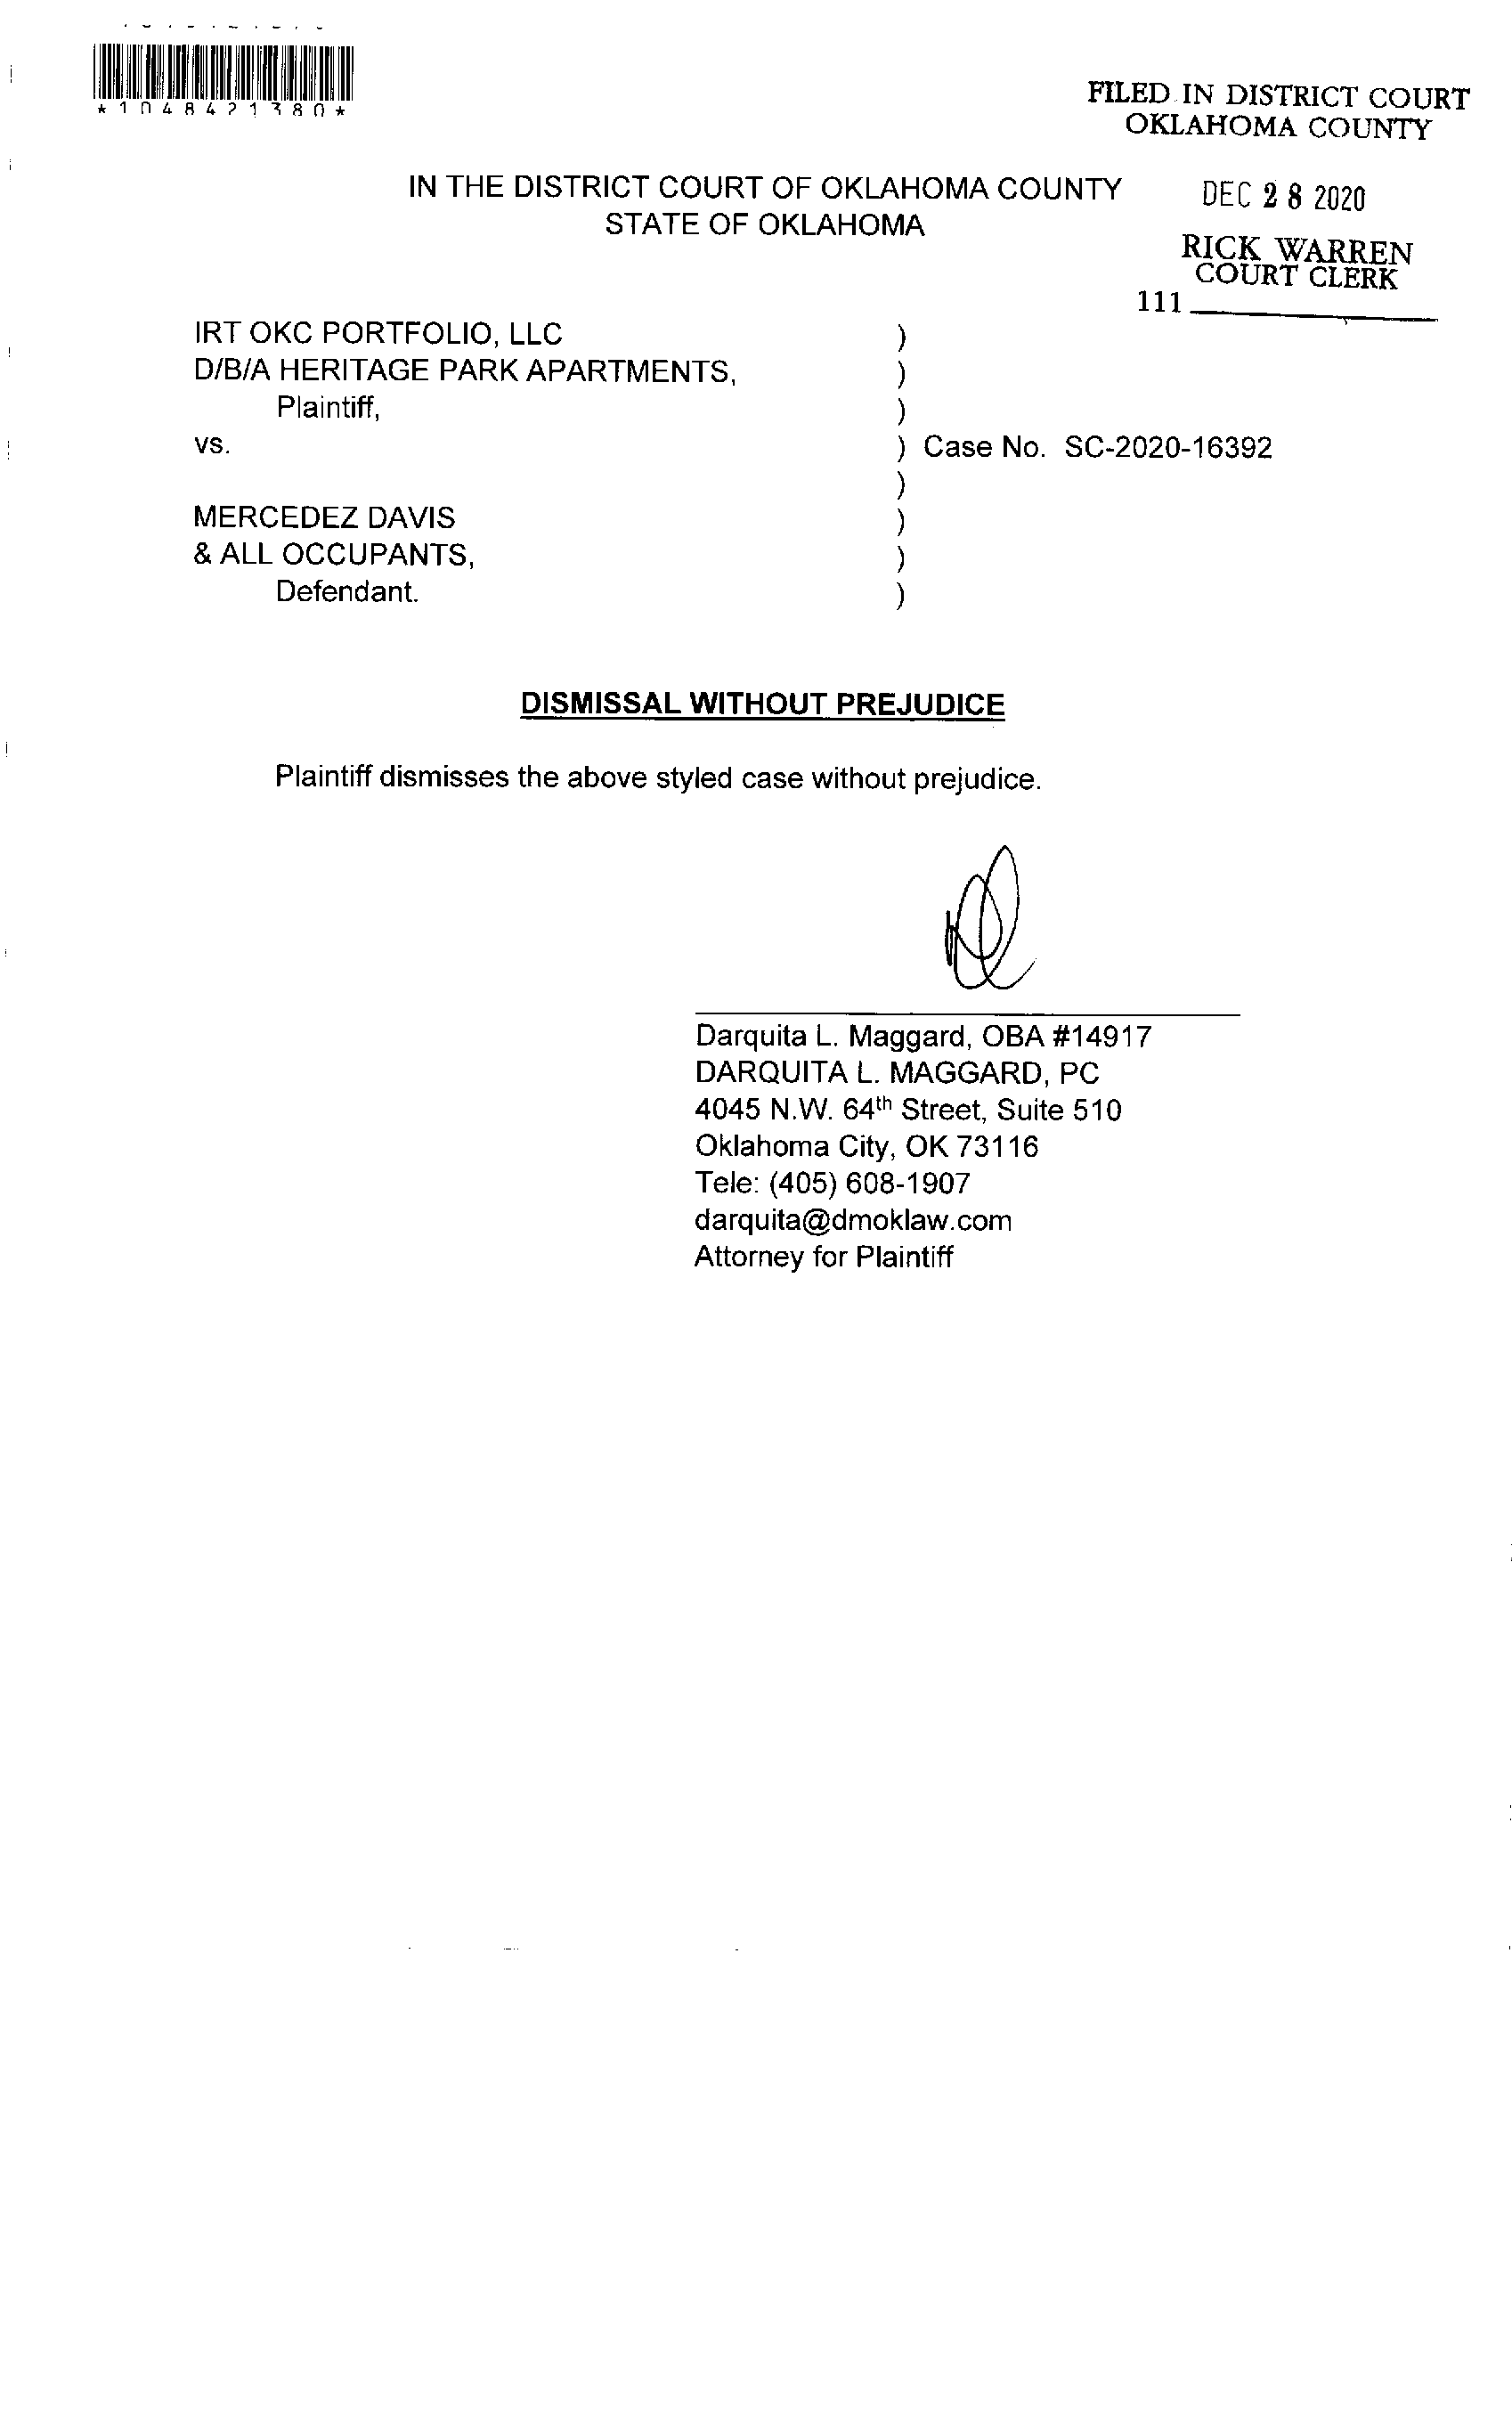 *1048421380*
FILED IN DISTRICT COURT
OKLAHOMA COUNTY
IN THE DISTRICT COURT OF OKLAHOMA COUNTY
STATE OF OKLAHOMA
DEC 28 2020
RICK WARREN
COURT CLERK
111
IRT OKC PORTFOLIO, LLC )
D/B/A HERITAGE PARK APARTMENTS, )
Plaintiff, )
vs. ) Case No. SC-2020-16392
)
MERCEDEZ DAVIS )
& ALL OCCUPANTS, )
Defendant. )
DISMISSAL WITHOUT PREJUDICE
Plaintiff dismisses the above styled case without prejudice.
Darquita L. Maggard, OBA #14917
DARQUITA L. MAGGARD, PC
4045 N.W. 64th Street, Suite 510
Oklahoma City, OK 73116
Tele: (405) 608-1907
darquita@dmoklaw.com
Attorney for Plaintiff